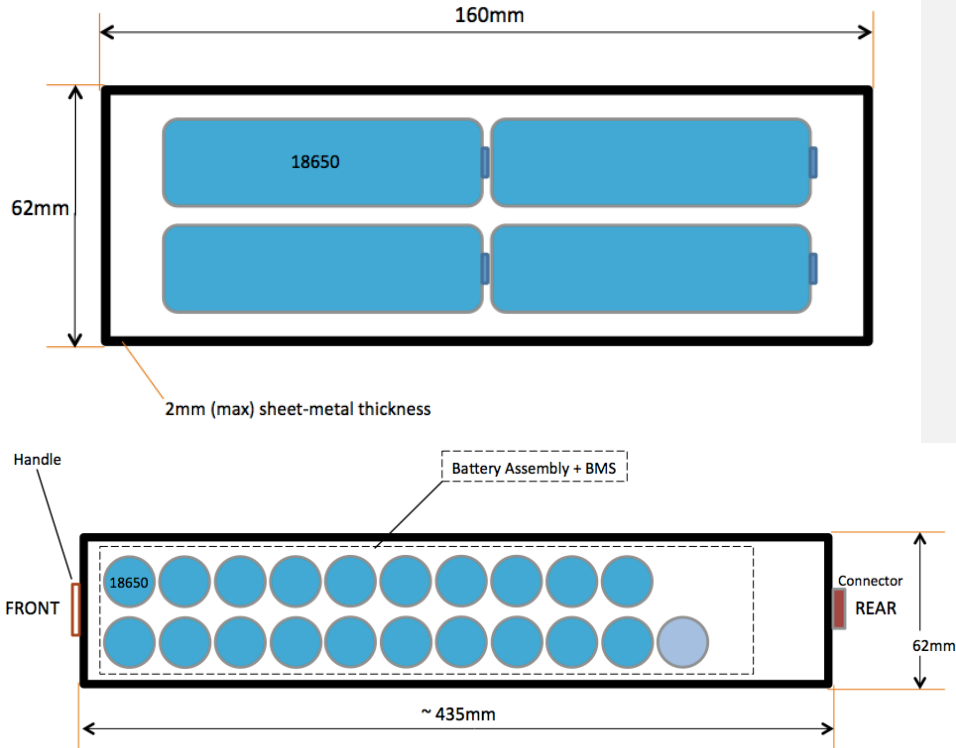 160mm
18650
62mm
2mm (max) sheet-metal thickness
Handle
Battery Assembly + BMS
18650
Connector
FRONT
REAR
62mm
~ 435mm